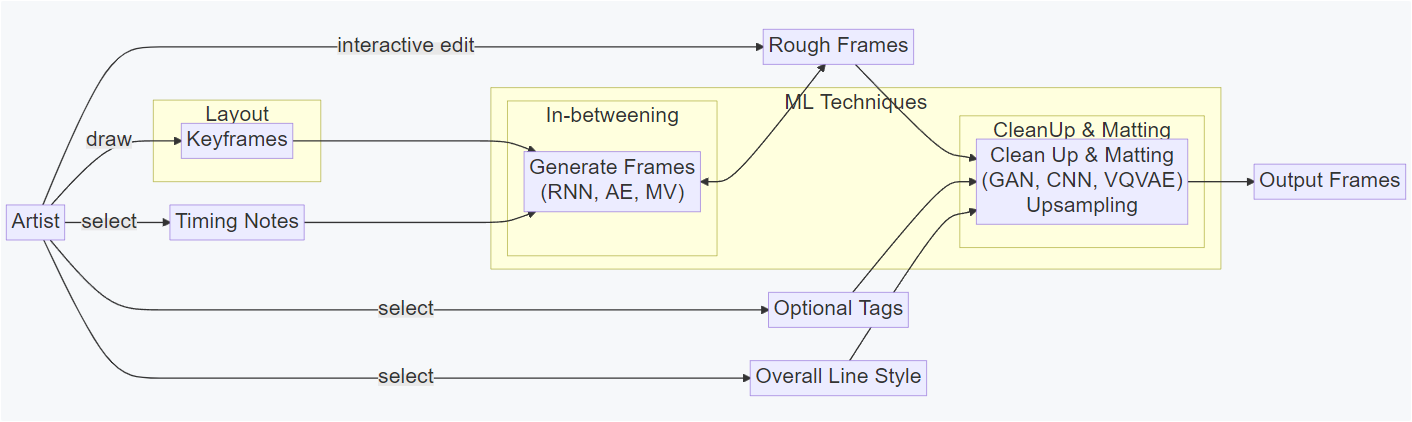 interactive edit
Rough Frames
ML Techniques
Layout
In-betweening
CleanUp & Matting
draw
Keyframes
Generate Frames
(RNN, AE, MV)
Clean Up & Matting
(GAN, CNN, VQVAE)
Upsampling
Output Frames
Artist
select
Timing Notes
select
Optional Tags
select
Overall Line Style